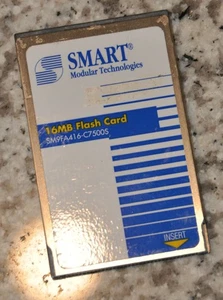 SMART®
Modular Technologies
16MB Flash Card
SM9FA416-C7500S
INSERT